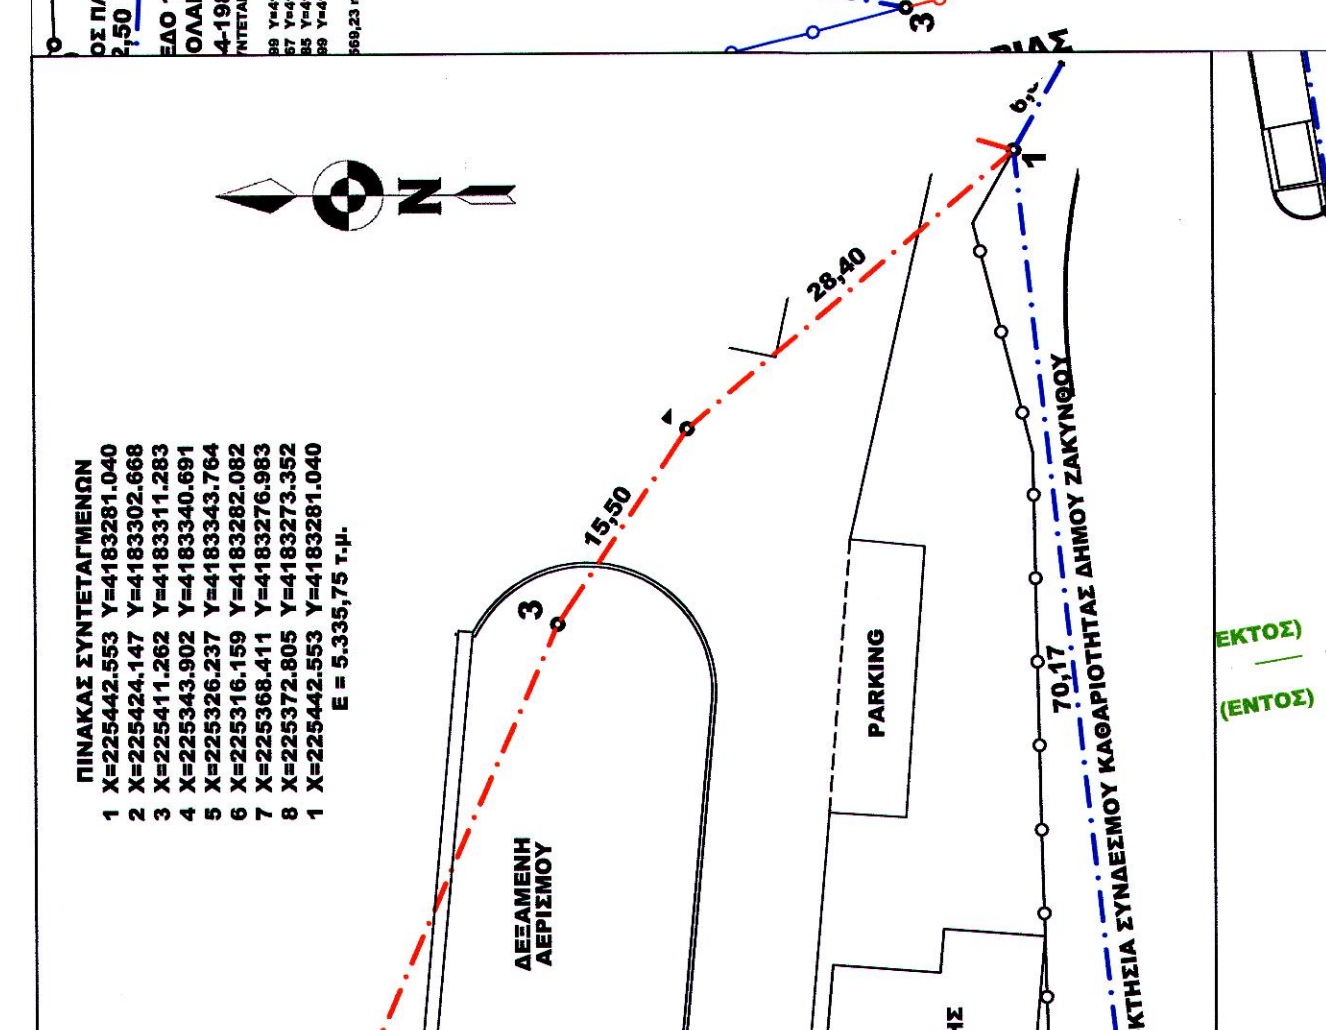 ΠΙΝΑΚΑΣ ΣΥΝΤΕΤΑΓΜΕΝΩΝ
1 X=225442.553 Y=4183281.040
2 X=225424.147 Y=4183302.668
3 X=225411.262 Y=4183311.283
4 X=225343.902 Y=4183340.691
5 X=225326.237 Y=4183343.764
6 X=225316.159 Y=4183282.082
7 X=225368.411 Y=4183276.983
8 X=225372.805 Y=4183273.352
1 X=225442.553 Y=4183281.040
E = 5.335,75 τ.μ.
N
3
1
28,40
15,50
3
PARKING
ΔΕΞΑΜΕΝΗ
ΑΕΡΙΣΜΟΥ
70,17
ΚΤΗΣΙΑ ΣΥΝΔΕΣΜΟΥ ΚΑΘΑΡΙΟΤΗΤΑΣ ΔΗΜΟΥ ΖΑΚΥΝΘΟΥ
ΕΚΤΟΣ)
(ΕΝΤΟΣ)
2,50